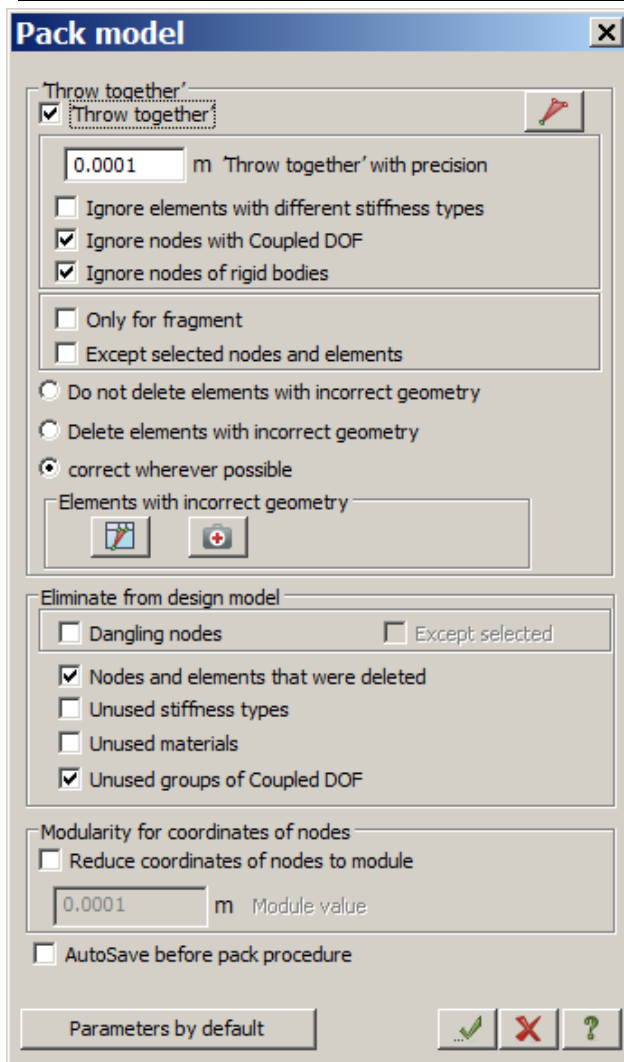 Pack model
'Throw together'
'Throw together'
0.0001 m 'Throw together' with precision
Ignore elements with different stiffness types
Ignore nodes with Coupled DOF
Ignore nodes of rigid bodies
Only for fragment
Except selected nodes and elements
Do not delete elements with incorrect geometry
Delete elements with incorrect geometry
correct wherever possible
Elements with incorrect geometry
Eliminate from design model
Dangling nodes Except selected
Nodes and elements that were deleted
Unused stiffness types
Unused materials
Unused groups of Coupled DOF
Modularity for coordinates of nodes
Reduce coordinates of nodes to module
0.0001 m Module value
AutoSave before pack procedure
Parameters by default ?